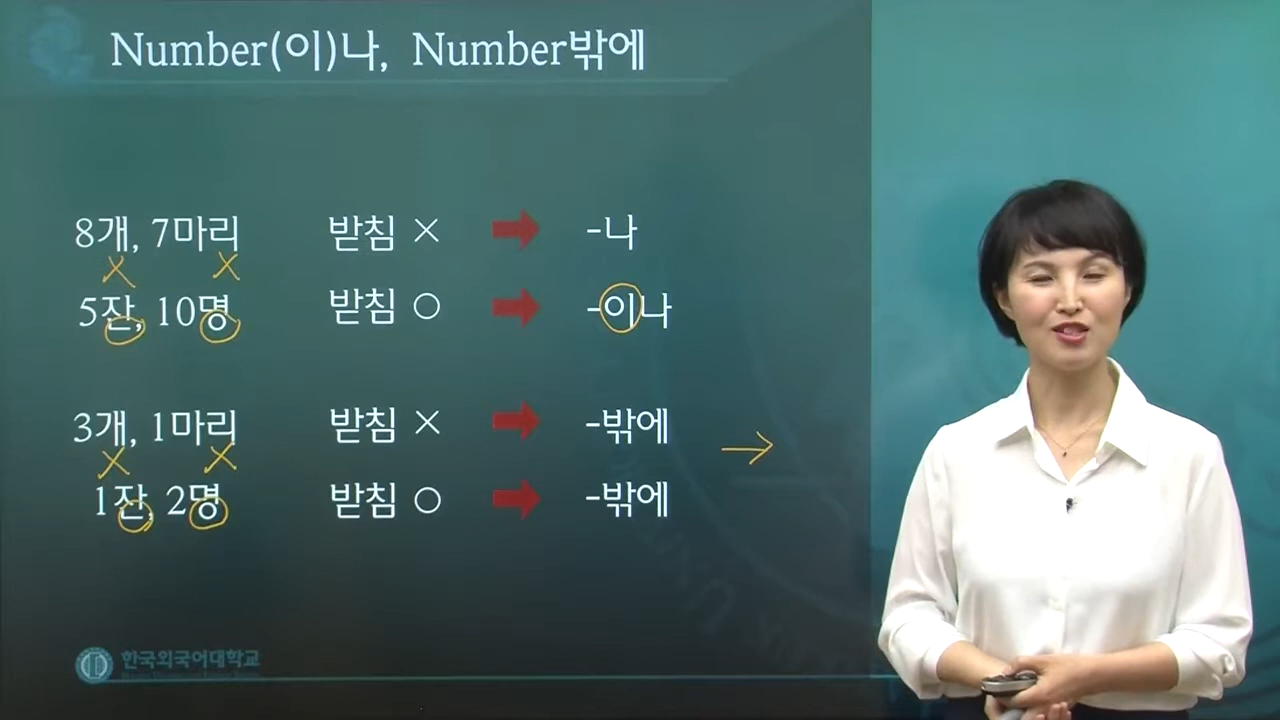 Number(이)나, Number밖에
8개, 7마리 받침 × → -나
5잔, 10명 받침 ○ → -이나
3개, 1마리 받침 × → -밖에
1잔, 2명 받침 ○ → -밖에
한국외국어대학교